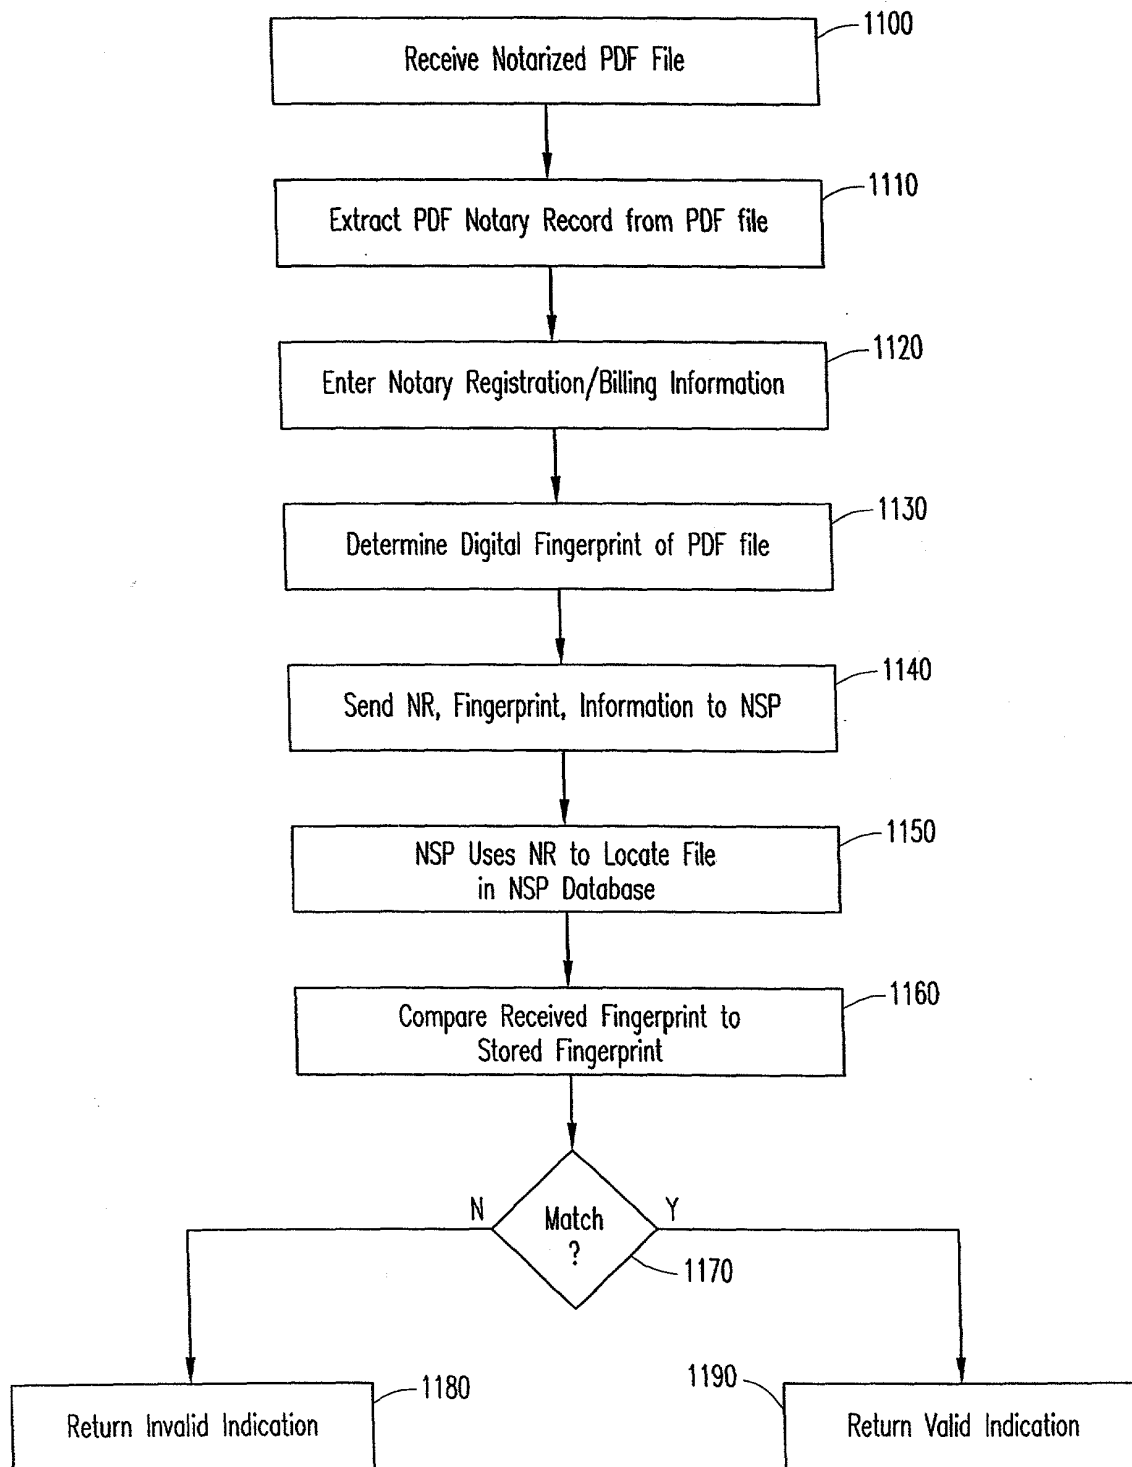 1100
Receive Notarized PDF File
1110
Extract PDF Notary Record from PDF file
1120
Enter Notary Registration/Billing Information
1130
Determine Digital Fingerprint of PDF file
1140
Send NR, Fingerprint, Information to NSP
1150
NSP Uses NR to Locate File
in NSP Database
1160
Compare Received Fingerprint to
Stored Fingerprint
N
Y
Match
?
1170
1180
1190
Return Invalid Indication
Return Valid Indication